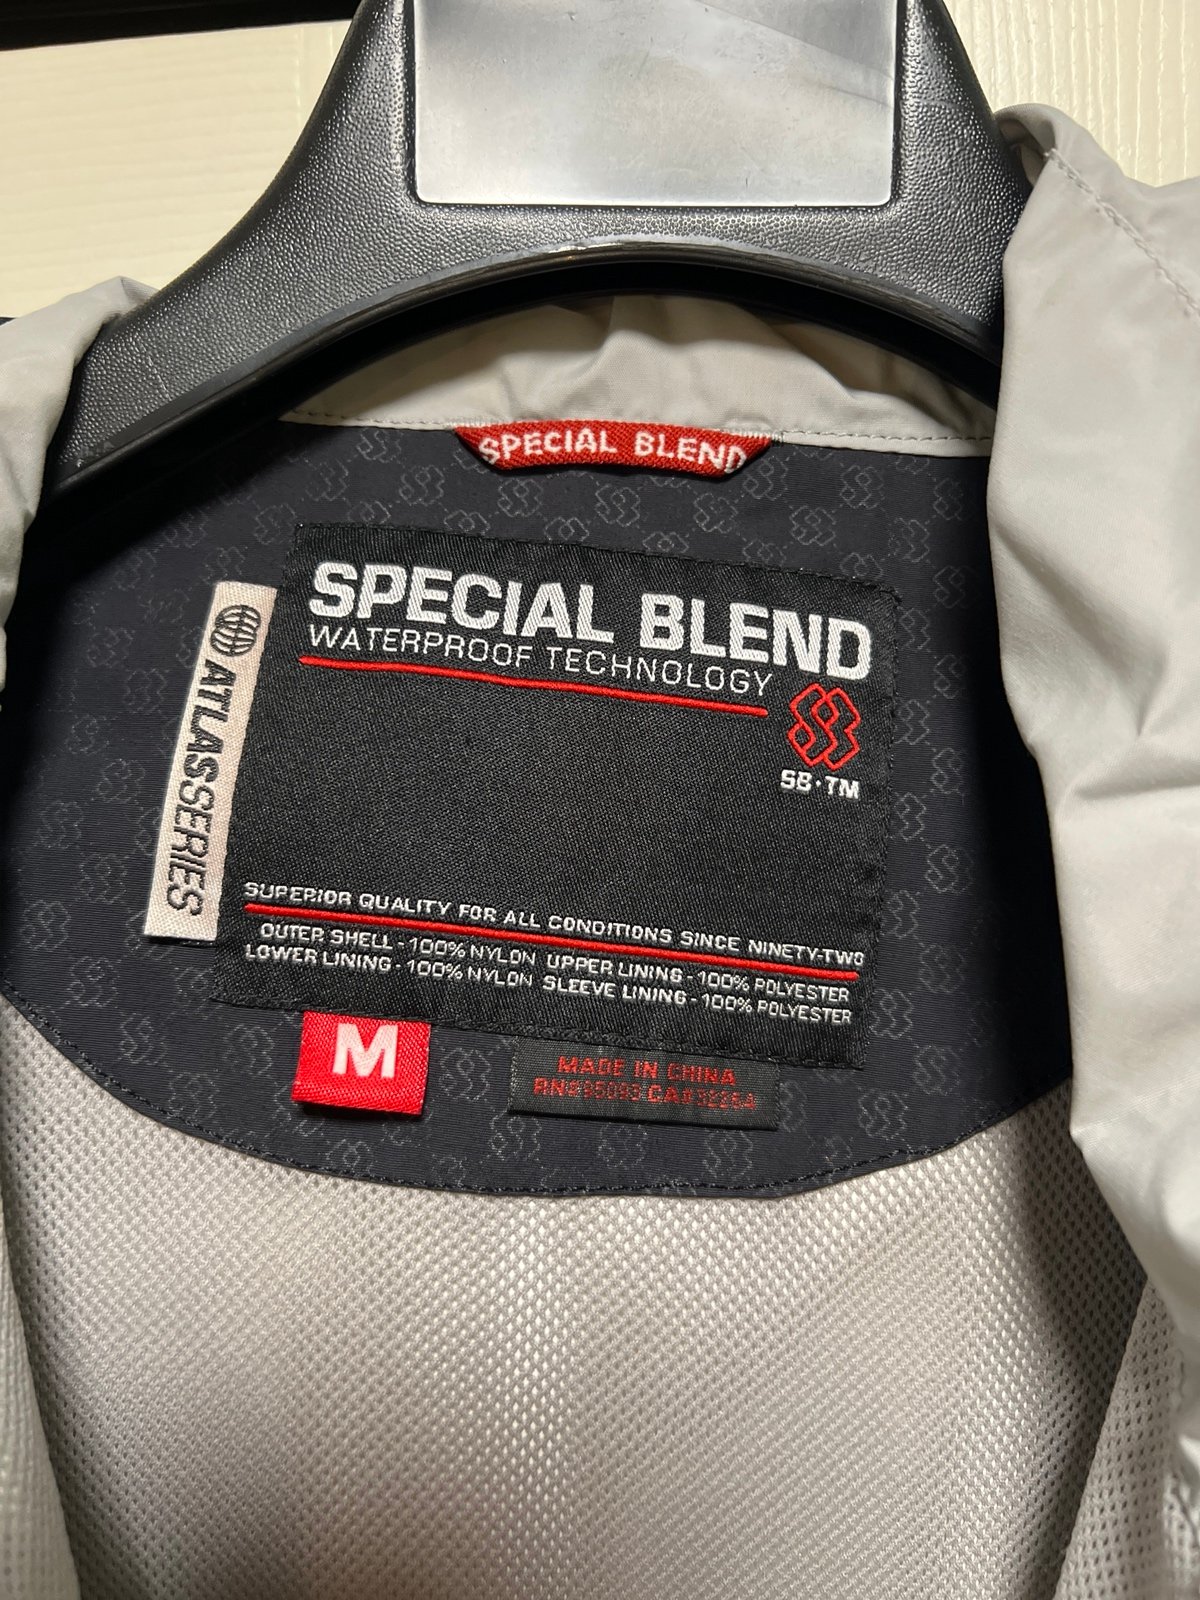 SPECIAL BLEND
SPECIAL BLEND
WATERPROOF TECHNOLOGY
SB·TM
ATLASSERIES
SUPERIOR QUALITY FOR ALL CONDITIONS SINCE NINETY-TWO
OUTER SHELL - 100% NYLON UPPER LINING - 100% POLYESTER
LOWER LINING - 100% NYLON SLEEVE LINING - 100% POLYESTER
M
MADE IN CHINA